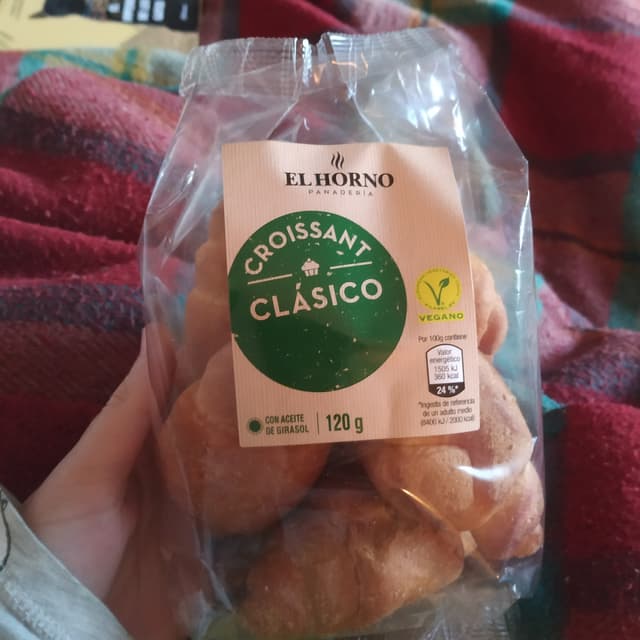 EL HORNO
PANADERÍA
CROISSANT
CLÁSICO
VEGANO
Por 100g contiene
Valor
energético
1505 kJ
360 kcal
24 %*
*Ingesta de referencia
de un adulto medio
(8400 kJ / 2000 kcal)
CON ACEITE
DE GIRASOL
120 g